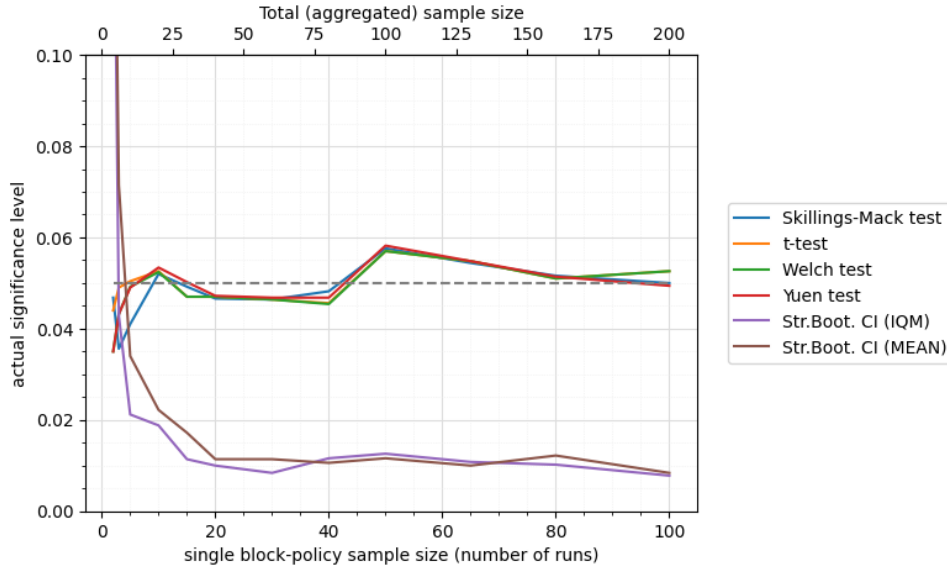 Total (aggregated) sample size
0 25 50 75 100 125 150 175 200
0.10
0.08
0.06
0.04
0.02
0.00
actual significance level
0 20 40 60 80 100
single block-policy sample size (number of runs)
Skillings-Mack test
t-test
Welch test
Yuen test
Str.Boot. CI (IQM)
Str.Boot. CI (MEAN)